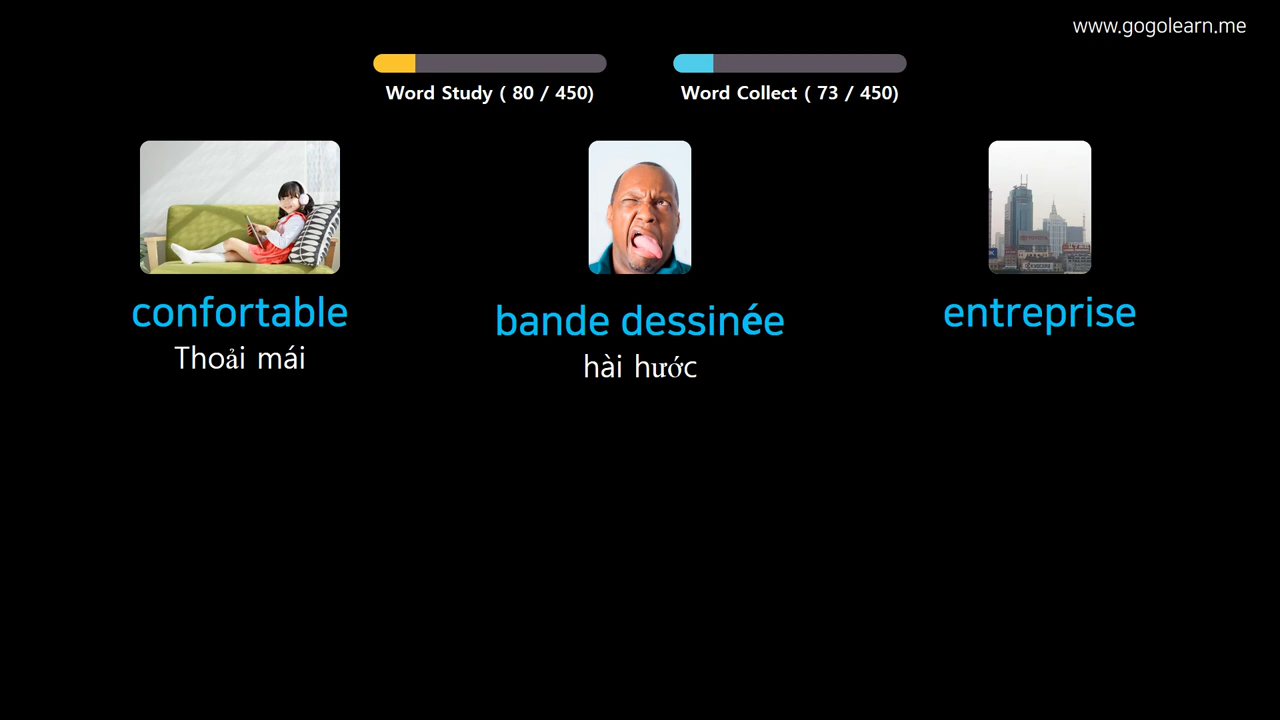 www.gogolearn.me
Word Study ( 80 / 450)
Word Collect ( 73 / 450)
confortable
Thoải mái
bande dessinée
hài hước
entreprise